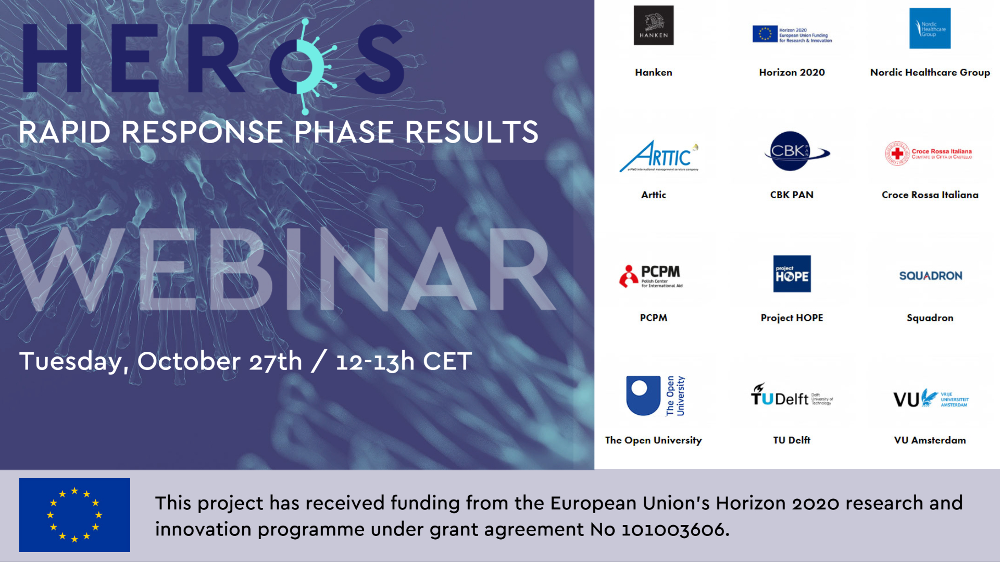 HEROS
RAPID RESPONSE PHASE RESULTS
WEBINAR
Tuesday, October 27th / 12-13h CET
HANKEN
Hanken
Horizon 2020
European Union Funding
for Research & Innovation
Horizon 2020
Nordic
Healthcare
Group
Nordic Healthcare Group
ARTTIC
a PNO international management services company
Arttic
CBK PAN
CBK PAN
Croce Rossa Italiana
COMITATO DI CITTÀ DI CASTELLO
Croce Rossa Italiana
PCPM
Polish Center
for International Aid
PCPM
project
HOPE
Project HOPE
SQUADRON
Squadron
The Open
University
The Open University
TUDelft
Delft
University of
Technology
TU Delft
VU
VRIJE
UNIVERSITEIT
AMSTERDAM
VU Amsterdam
This project has received funding from the European Union's Horizon 2020 research and
innovation programme under grant agreement No 101003606.